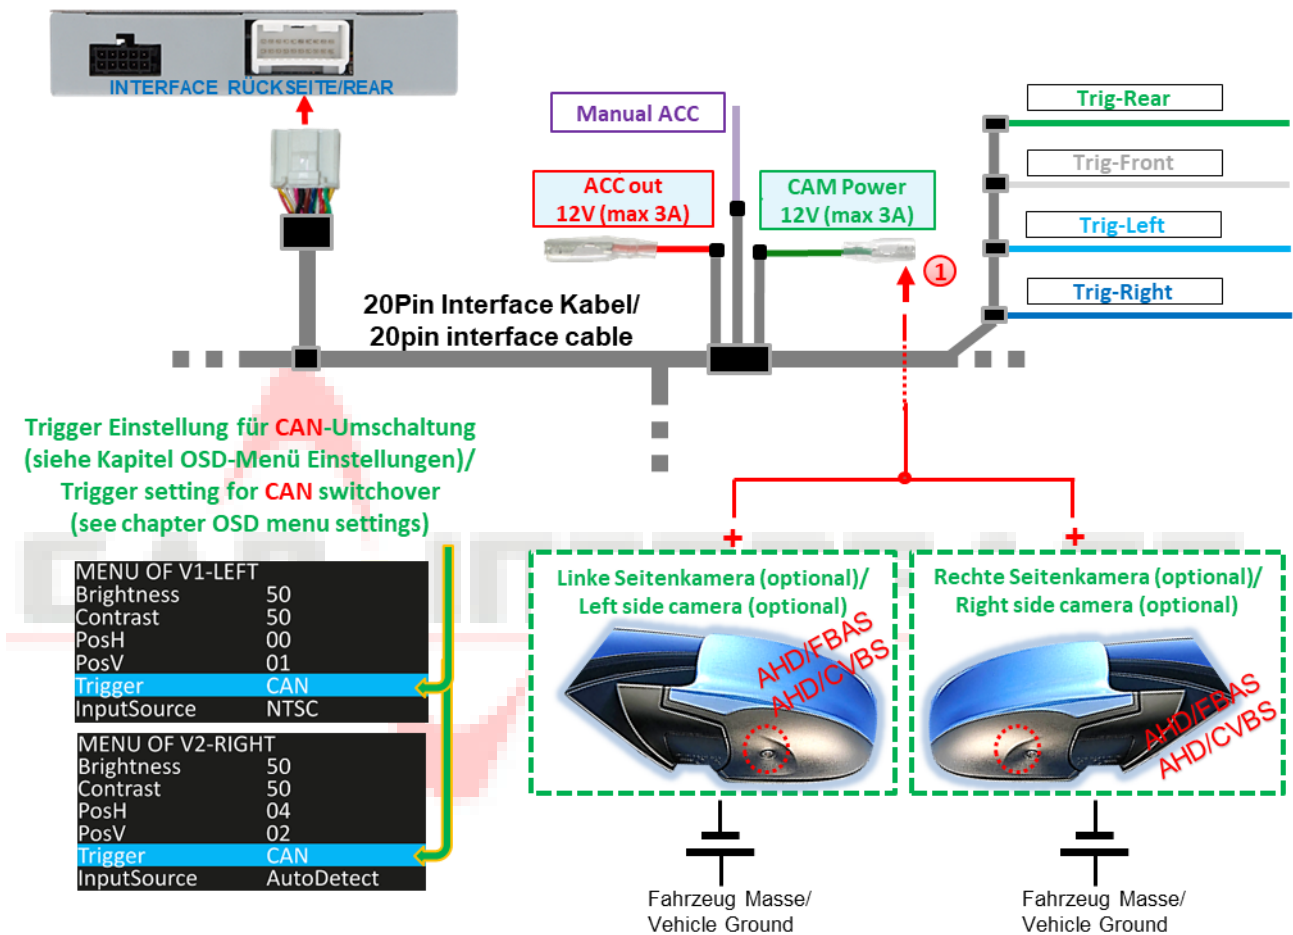 INTERFACE RÜCKSEITE/REAR
Manual ACC
ACC out
12V (max 3A)
CAM Power
12V (max 3A)
Trig-Rear
Trig-Front
Trig-Left
Trig-Right
1
20Pin Interface Kabel/
20pin interface cable
Trigger Einstellung für CAN-Umschaltung
(siehe Kapitel OSD-Menü Einstellungen)/
Trigger setting for CAN switchover
(see chapter OSD menu settings)
MENU OF V1-LEFT
Brightness 50
Contrast 50
PosH 00
PosV 01
Trigger CAN
InputSource NTSC
MENU OF V2-RIGHT
Brightness 50
Contrast 50
PosH 04
PosV 02
Trigger CAN
InputSource AutoDetect
+
+
Linke Seitenkamera (optional)/
Left side camera (optional)
AHD/FBAS
AHD/CVBS
Rechte Seitenkamera (optional)/
Right side camera (optional)
AHD/FBAS
AHD/CVBS
Fahrzeug Masse/
Vehicle Ground
Fahrzeug Masse/
Vehicle Ground